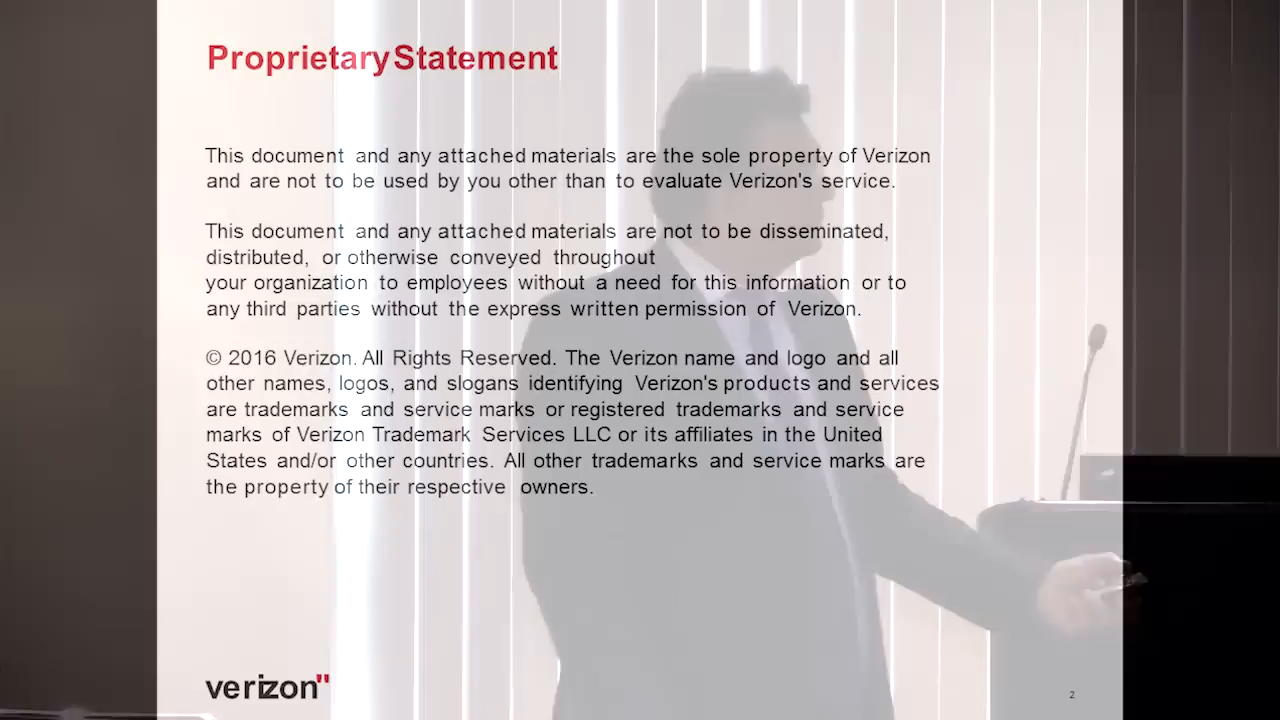 Proprietary Statement
This document and any attached materials are the sole property of Verizon
and are not to be used by you other than to evaluate Verizon's service.
This document and any attached materials are not to be disseminated,
distributed, or otherwise conveyed throughout
your organization to employees without a need for this information or to
any third parties without the express written permission of Verizon.
© 2016 Verizon. All Rights Reserved. The Verizon name and logo and all
other names, logos, and slogans identifying Verizon's products and services
are trademarks and service marks or registered trademarks and service
marks of Verizon Trademark Services LLC or its affiliates in the United
States and/or other countries. All other trademarks and service marks are
the property of their respective owners.
verizon
2